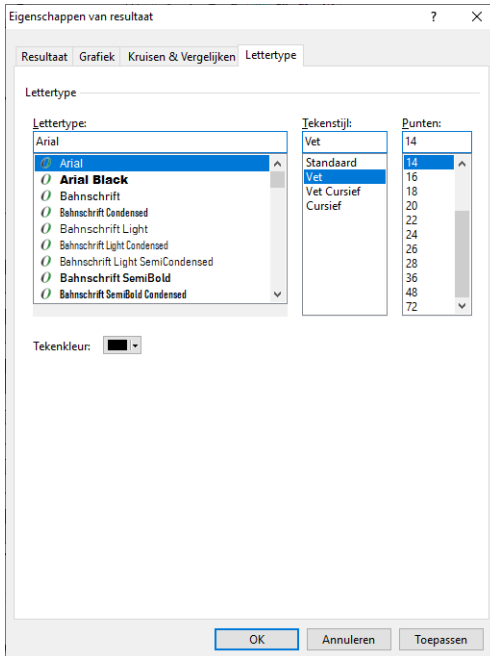 Eigenschappen van resultaat ?
Resultaat Grafiek Kruisen & Vergelijken Lettertype
Lettertype
Lettertype: Tekenstijl: Punten:
Arial Vet 14
Arial
Arial Black
Bahnschrift
Bahnschrift Condensed
Bahnschrift Light
Bahnschrift Light Condensed
Bahnschrift Light SemiCondensed
Bahnschrift SemiBold
Bahnschrift SemiBold Condensed
Standaard
Vet
Vet Cursief
Cursief
14
16
18
20
22
24
26
28
36
48
72
Tekenkleur:
OK Annuleren Toepassen